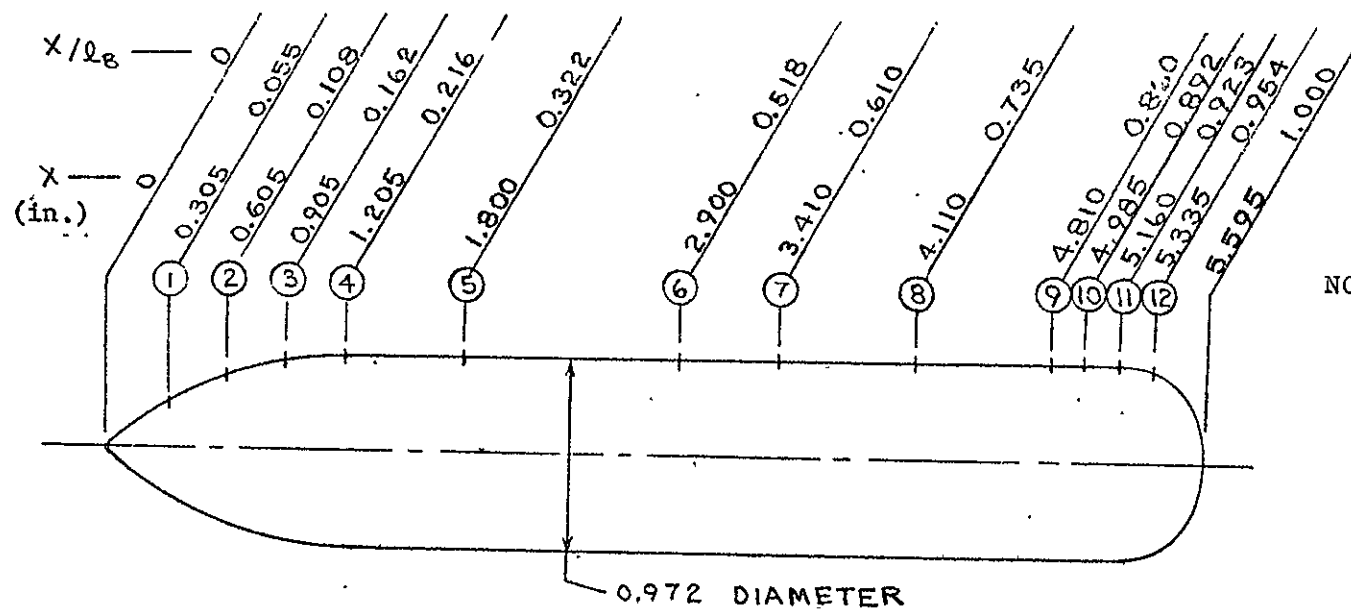 x/ℓB 0 0.055 0.108 0.162 0.216 0.322 0.518 0.610 0.735 0.892 0.923 0.954 1.000
x 0 0.305 0.605 0.905 1.205 1.800 2.900 3.410 4.110 4.810 4.985 5.160 5.335 5.595
(in.)
1 2 3 4 5 6 7 8 9 10 11 12
NO
0.972 DIAMETER